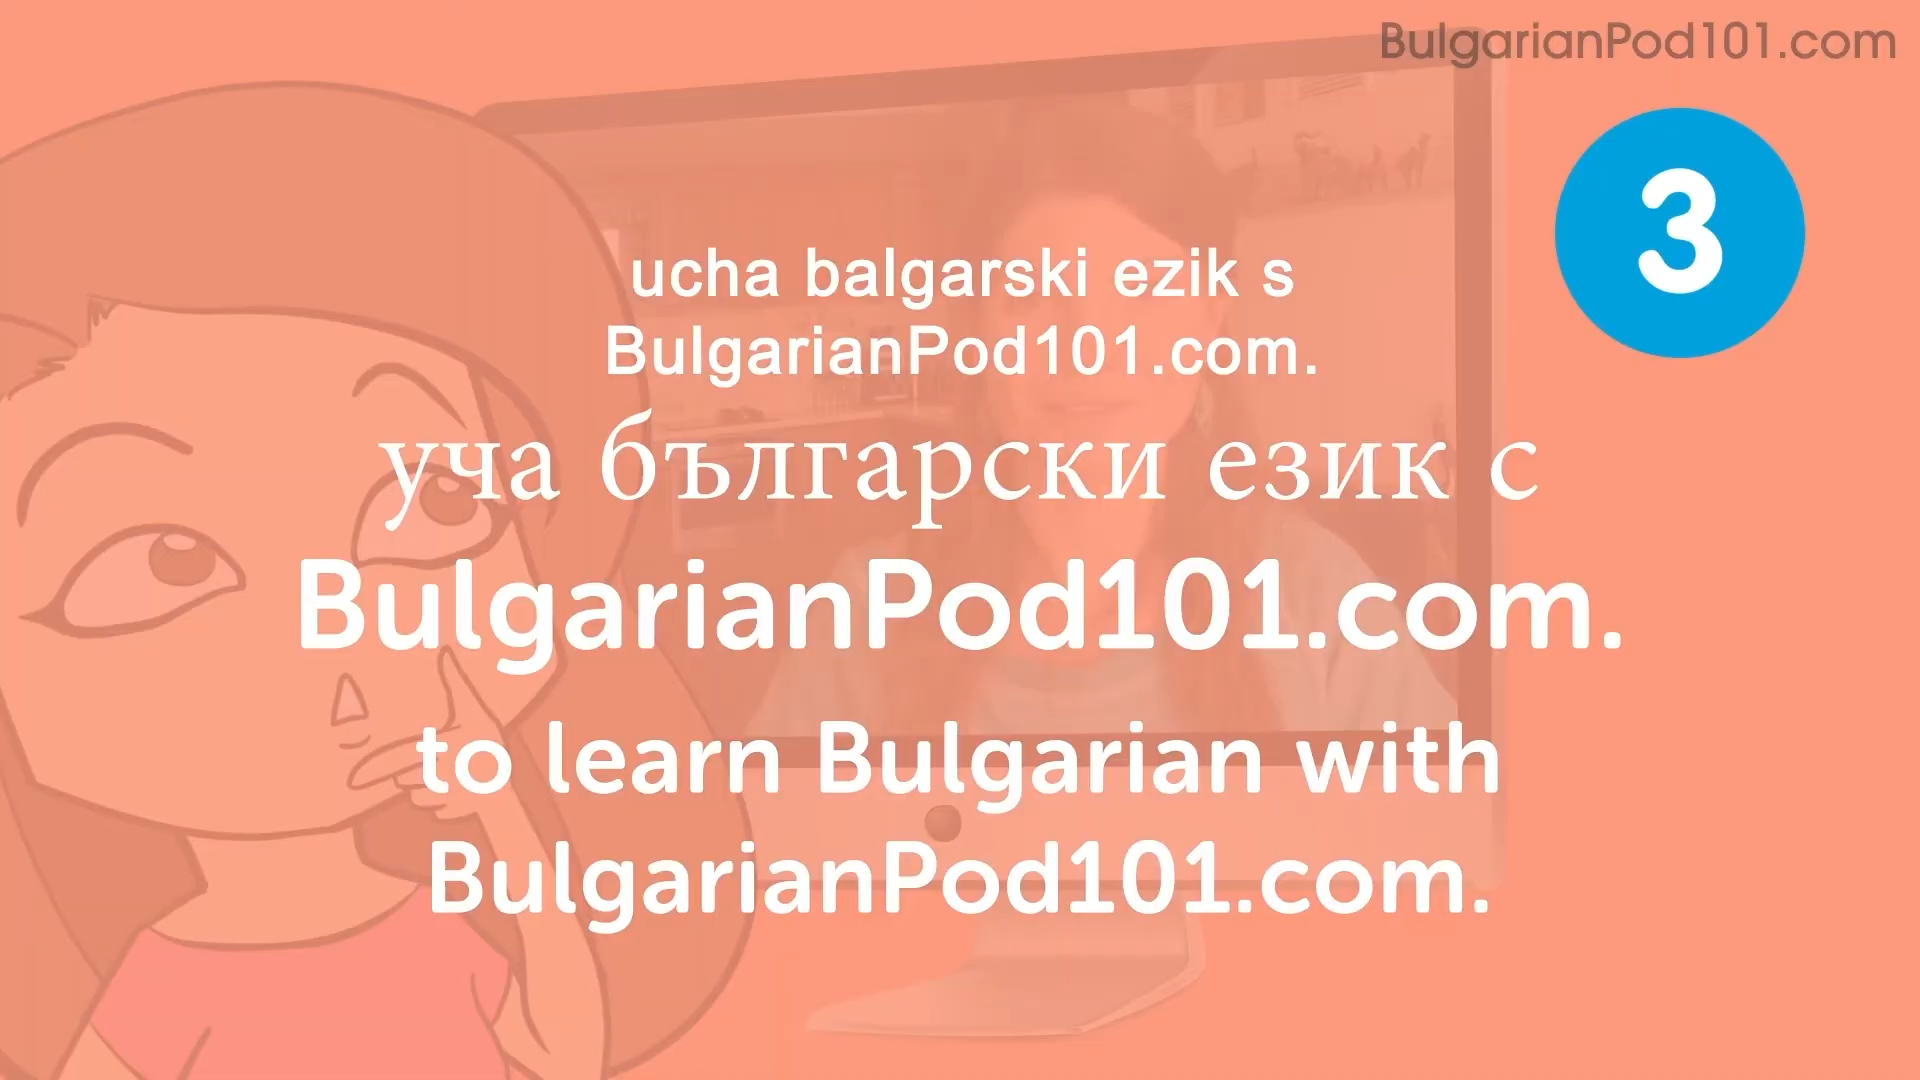 BulgarianPod101.com
3
ucha balgarski ezik s
BulgarianPod101.com.
уча български език с
BulgarianPod101.com.
to learn Bulgarian with
BulgarianPod101.com.